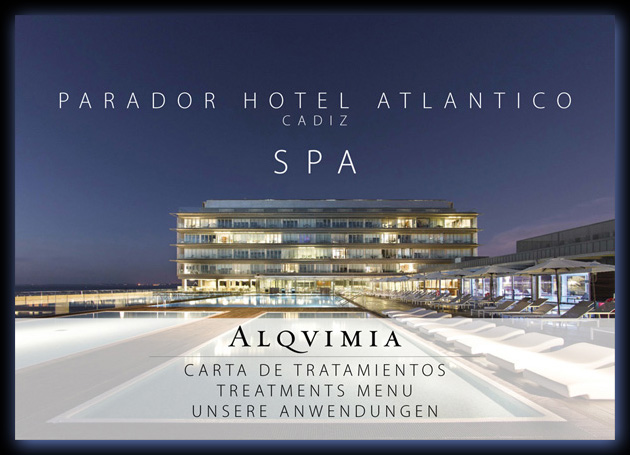 PARADOR HOTEL ATLANTICO
CADIZ
SPA
ALQVIMIA
CARTA DE TRATAMIENTOS
TREATMENTS MENU
UNSERE ANWENDUNGEN